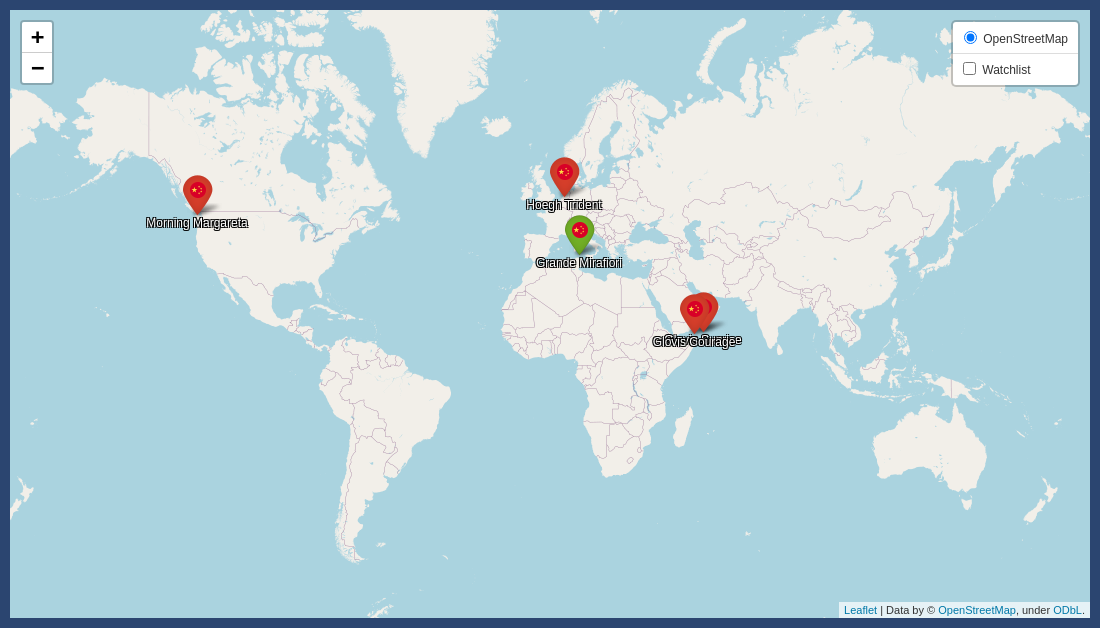 +
−
OpenStreetMap
Watchlist
Morning Margareta
Hoegh Trident
Grande Mirafiori
Glovis Courage
Leaflet | Data by © OpenStreetMap, under ODbL.